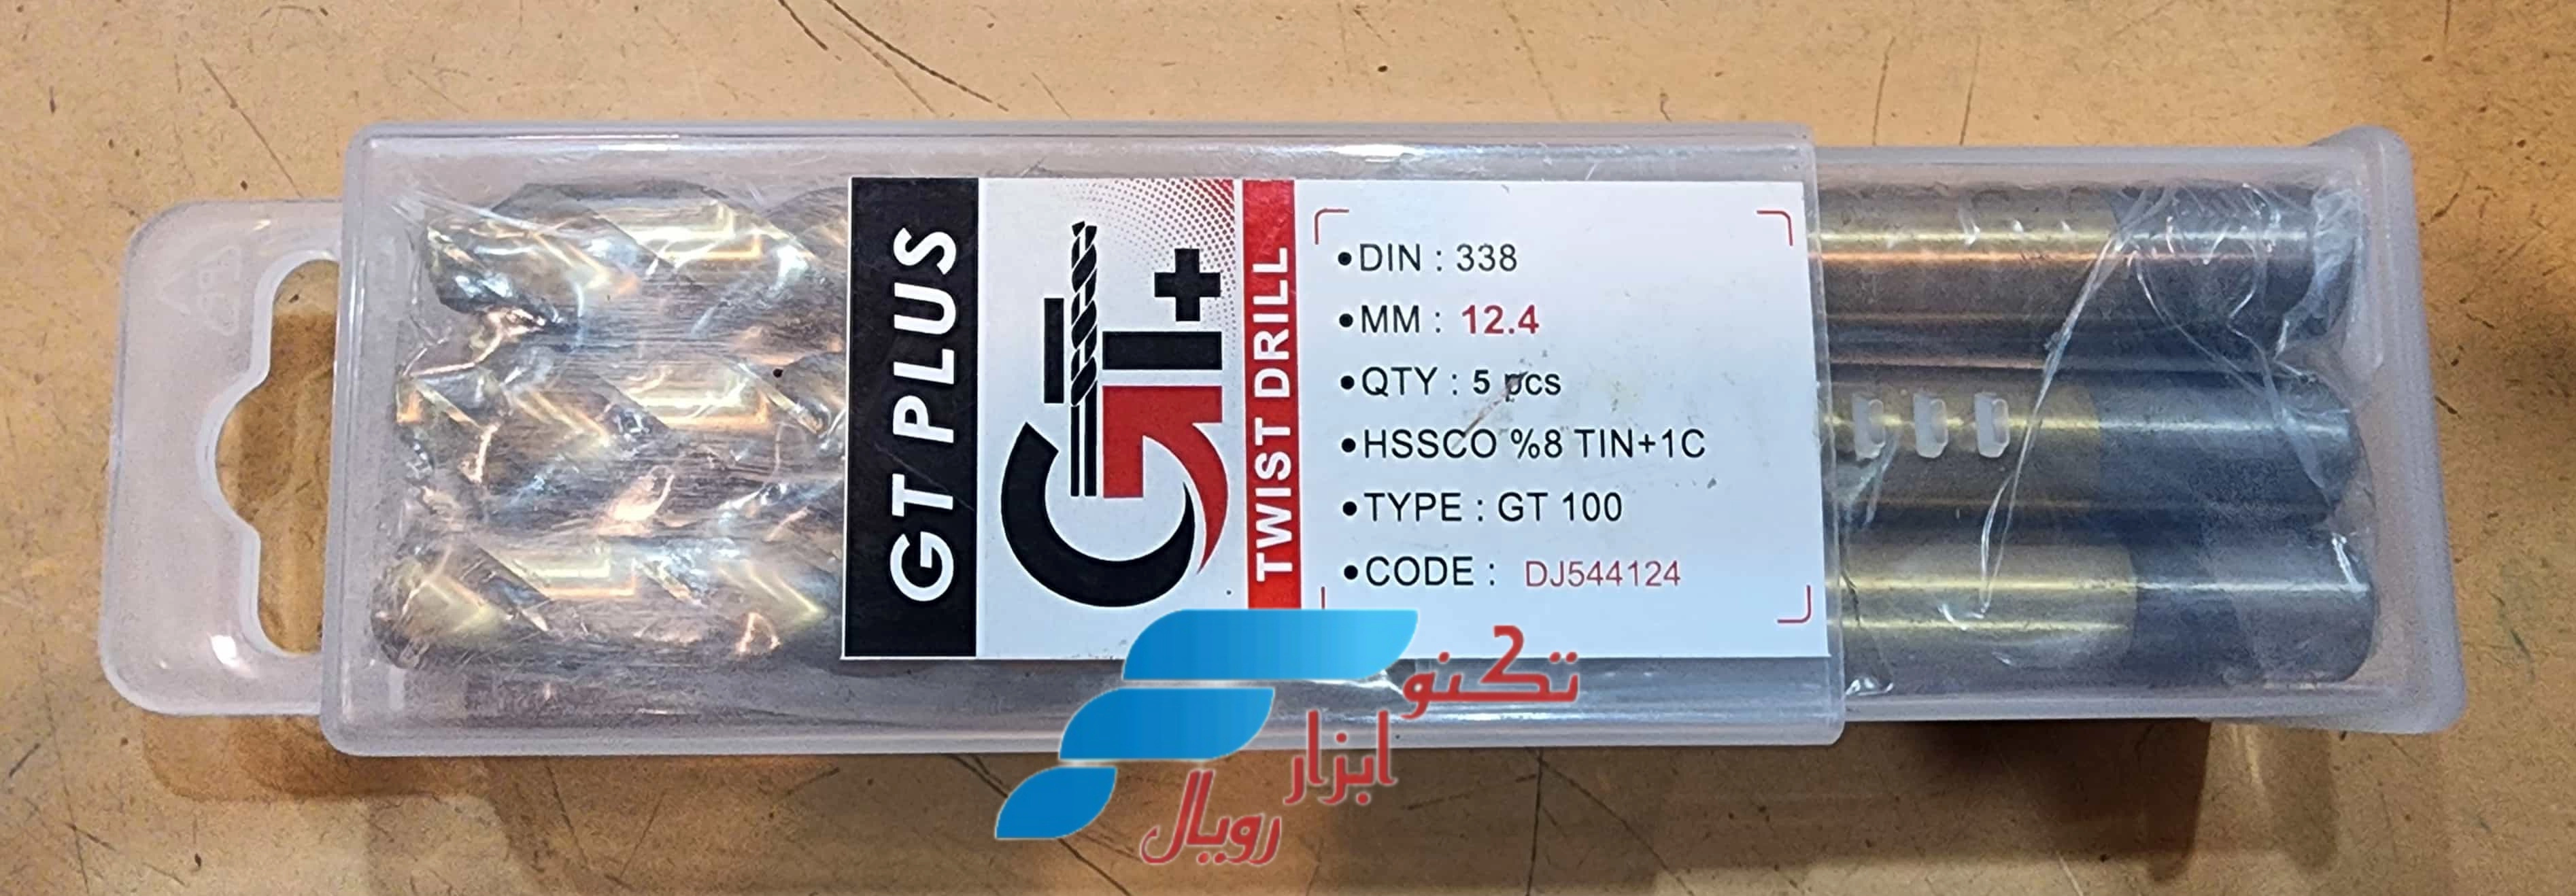 GT PLUS
GT+
TWIST DRILL
•DIN : 338
•MM : 12.4
•QTY : 5 pcs
•HSSCO %8 TIN+1C
•TYPE : GT 100
•CODE : DJ544124
تکنو
ابزار
رویال